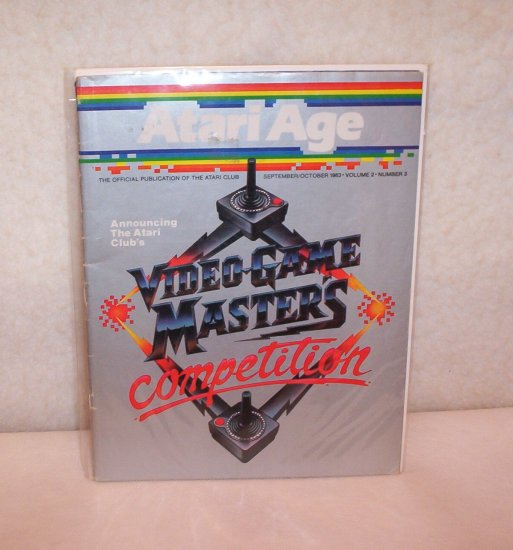 Atari Age
THE OFFICIAL PUBLICATION OF THE ATARI CLUB SEPTEMBER/OCTOBER 1983 • VOLUME 2 • NUMBER 3
Announcing
The Atari
Club's
VIDEO-GAME
MASTERS
competition